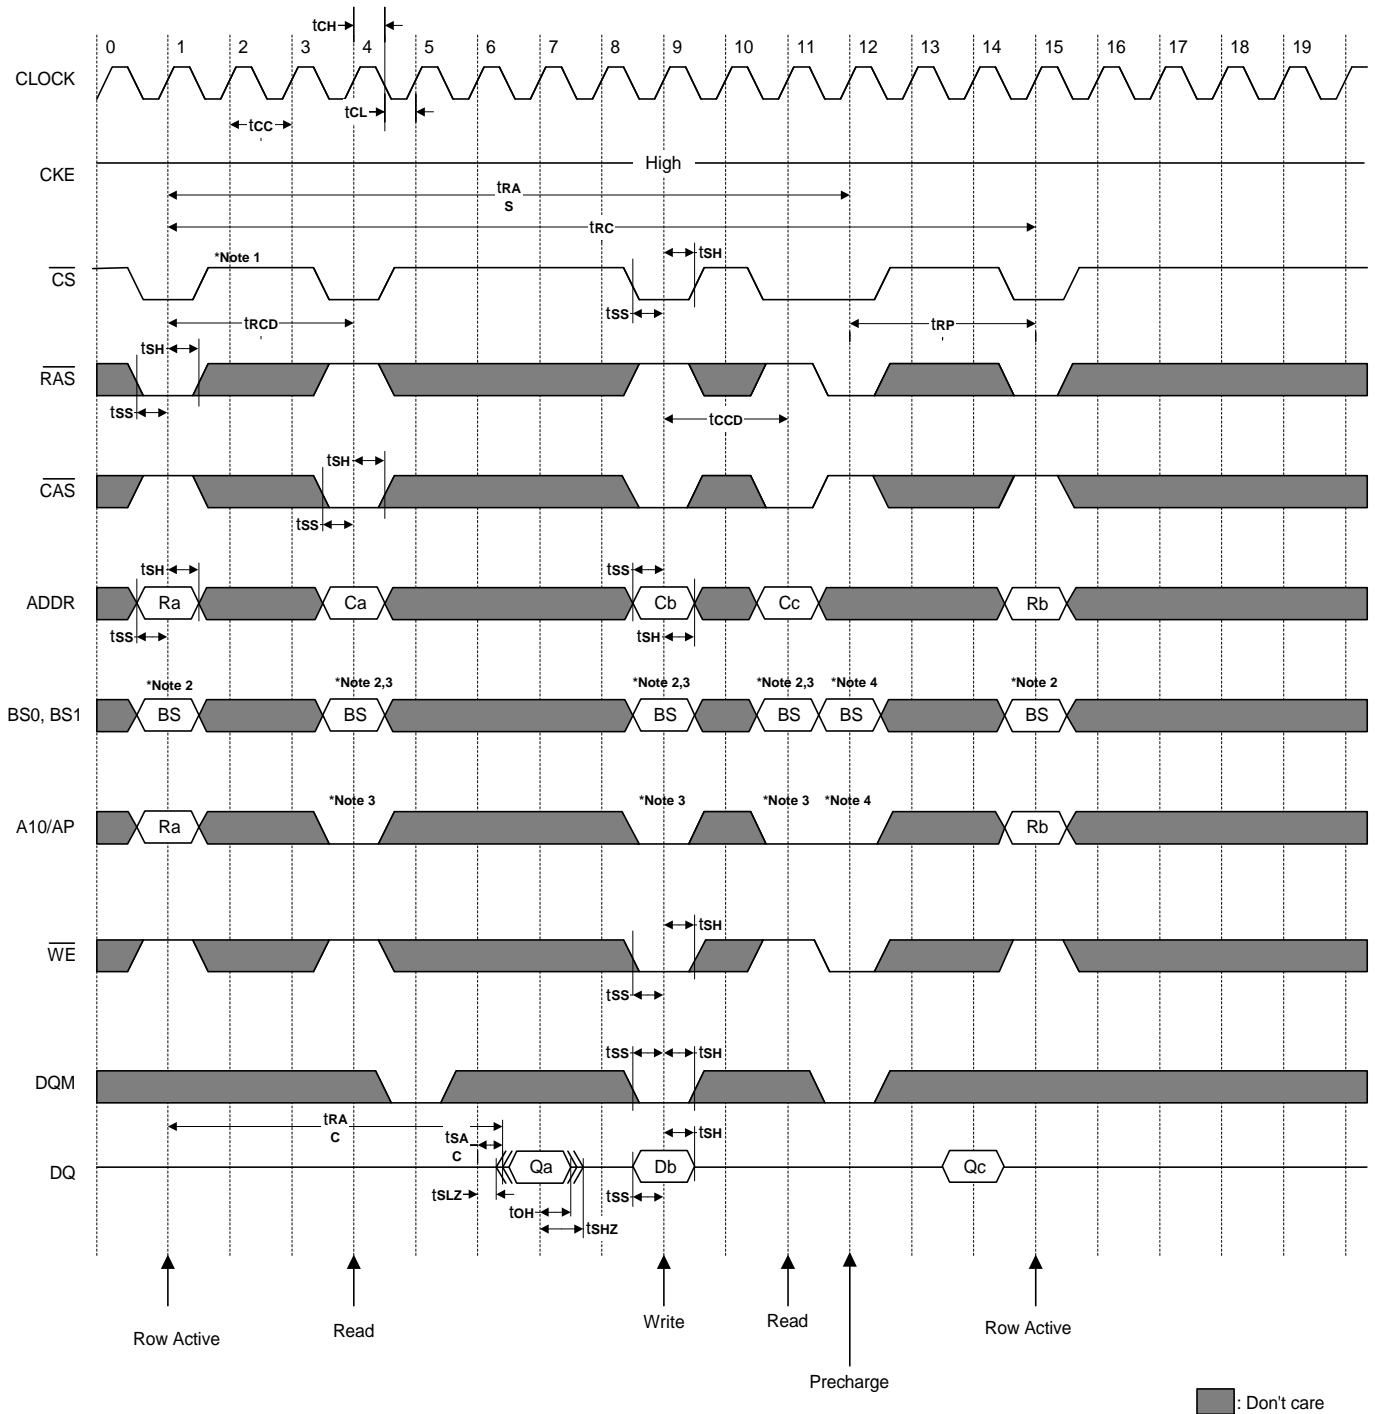 tCH
0 1 2 3 4 5 6 7 8 9 10 11 12 13 14 15 16 17 18 19
CLOCK
tCL
tCC
High
CKE
tRA
S
tRC
*Note 1
tSH
CS
tSS
tRCD
tRP
tSH
RAS
tSS
tCCD
tSH
CAS
tSS
tSH
tSS
ADDR
Ra Ca Cb Cc Rb
tSS
tSH
*Note 2 *Note 2,3 *Note 2,3 *Note 2,3 *Note 4 *Note 2
BS0, BS1
BS BS BS BS BS BS
*Note 3 *Note 3 *Note 3 *Note 4
A10/AP
Ra Rb
tSH
WE
tSS
tSS tSH
DQM
tRA
C
tSA
C
tSH
DQ
Qa Db Qc
tSLZ
tSS
tOH
tSHZ
Row Active
Read
Write
Read
Row Active
Precharge
: Don't care